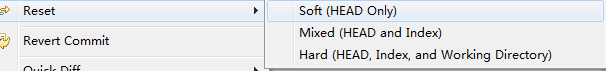 Reset
Soft (HEAD Only)
Mixed (HEAD and Index)
Revert Commit
Hard (HEAD, Index, and Working Directory)
Quick Diff